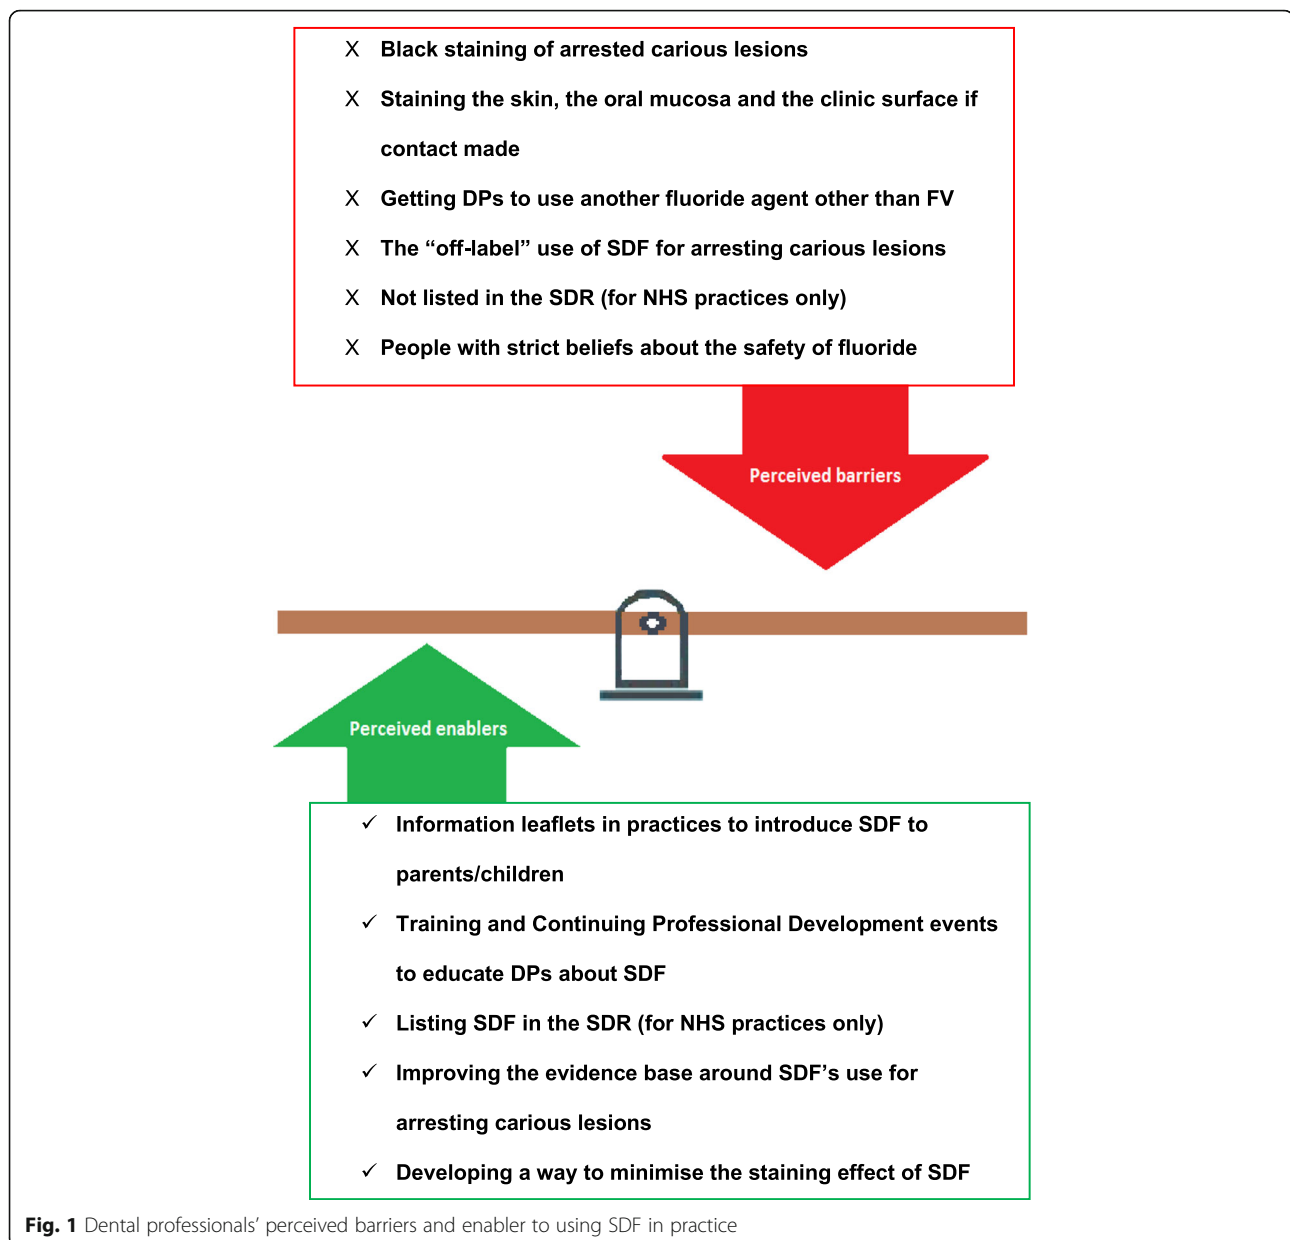 X Black staining of arrested carious lesions
X Staining the skin, the oral mucosa and the clinic surface if
contact made
X Getting DPs to use another fluoride agent other than FV
X The “off-label” use of SDF for arresting carious lesions
X Not listed in the SDR (for NHS practices only)
X People with strict beliefs about the safety of fluoride
Perceived barriers
Perceived enablers
✓ Information leaflets in practices to introduce SDF to
parents/children
✓ Training and Continuing Professional Development events
to educate DPs about SDF
✓ Listing SDF in the SDR (for NHS practices only)
✓ Improving the evidence base around SDF’s use for
arresting carious lesions
✓ Developing a way to minimise the staining effect of SDF
Fig. 1 Dental professionals’ perceived barriers and enabler to using SDF in practice